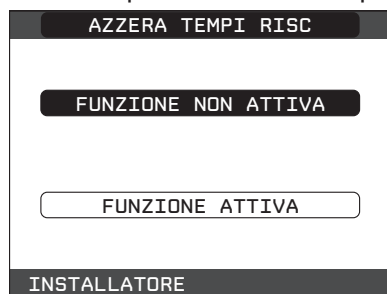 AZZERA TEMPI RISC
FUNZIONE NON ATTIVA
FUNZIONE ATTIVA
INSTALLATORE